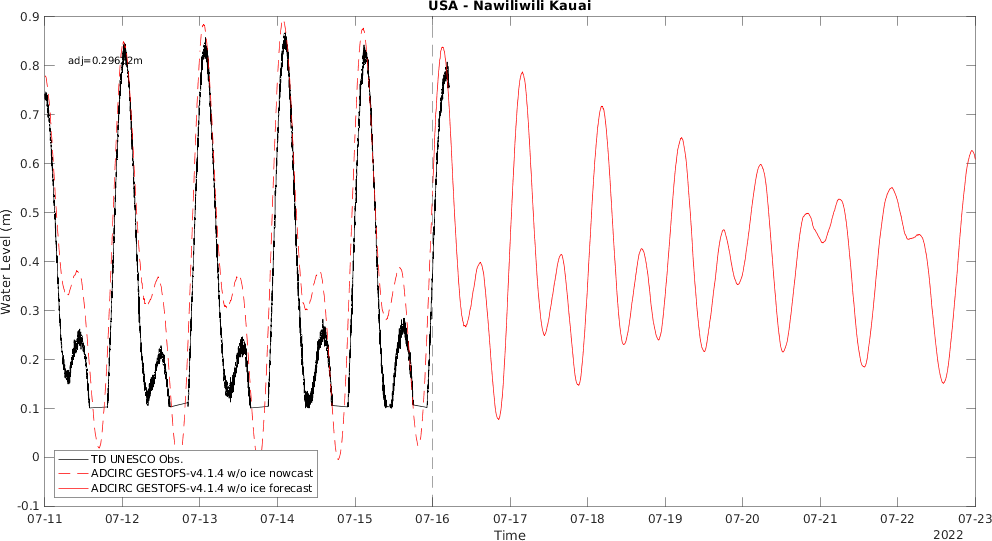 USA - Nawiliwili Kauai
0.9
0.8
0.7
0.6
0.5
0.4
0.3
0.2
0.1
0
-0.1
Water Level (m)
TD UNESCO Obs.
ADCIRC GESTOFS-v4.1.4 w/o ice nowcast
ADCIRC GESTOFS-v4.1.4 w/o ice forecast
07-11 07-12 07-13 07-14 07-15 07-16 07-17 07-18 07-19 07-20 07-21 07-22 07-23
Time
2022